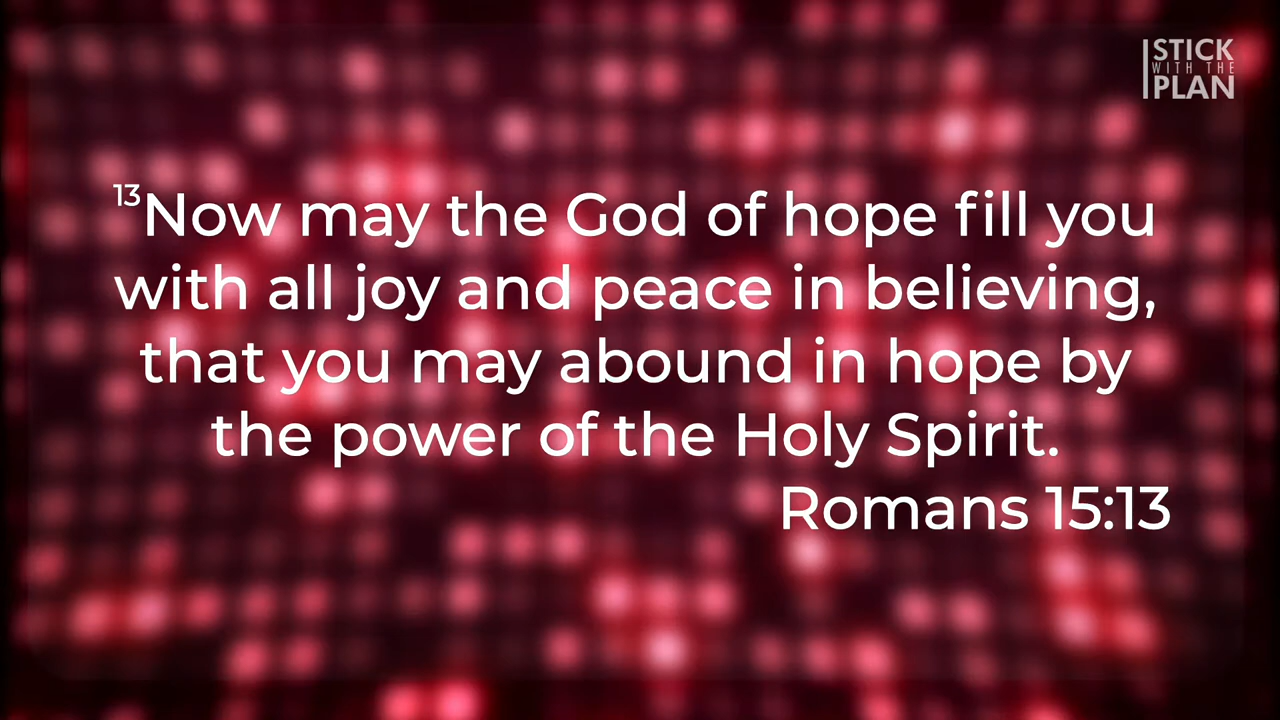 STICK
WITH THE
PLAN
13Now may the God of hope fill you
with all joy and peace in believing,
that you may abound in hope by
the power of the Holy Spirit.
Romans 15:13